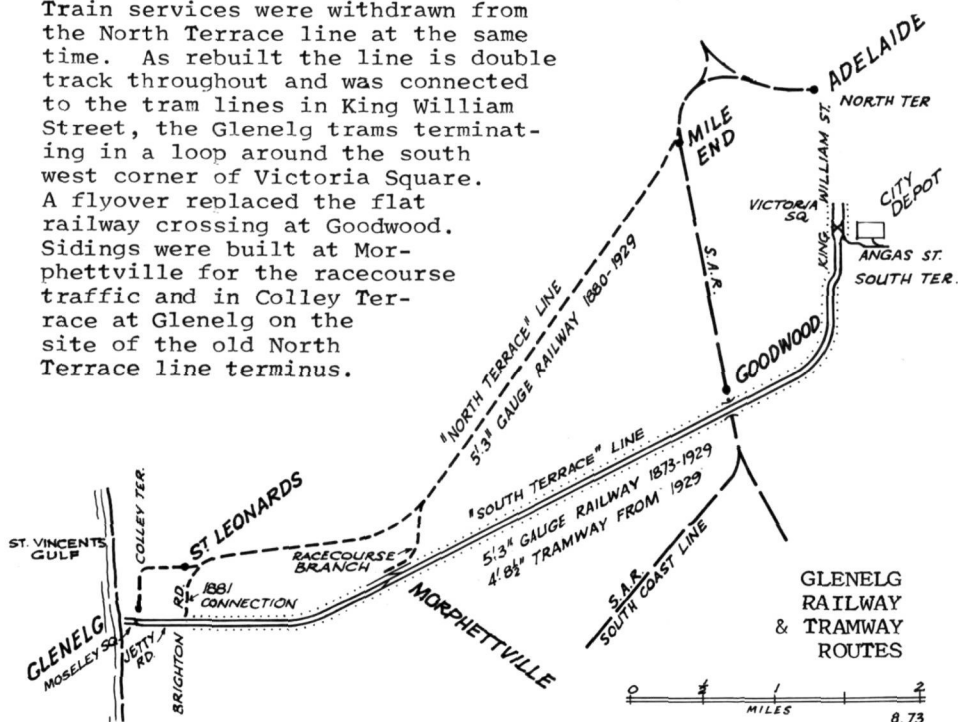 Train services were withdrawn from
the North Terrace line at the same
time. As rebuilt the line is double
track throughout and was connected
to the tram lines in King William
Street, the Glenelg trams terminat-
ing in a loop around the south
west corner of Victoria Square.
A flyover replaced the flat
railway crossing at Goodwood.
Sidings were built at Mor-
phettville for the racecourse
traffic and in Colley Ter-
race at Glenelg on the
site of the old North
Terrace line terminus.
ADELAIDE
NORTH TER
MILE
END
KING WILLIAM ST.
VICTORIA
SQ
CITY
DEPOT
ANGAS ST.
SOUTH TER.
S.A.R.
GOODWOOD
"NORTH TERRACE" LINE
5'.3" GAUGE RAILWAY 1880-1929
"SOUTH TERRACE" LINE
5'.3" GAUGE RAILWAY 1873-1929
4'.8½" TRAMWAY FROM 1929
S.A.R.
SOUTH COAST LINE
COLLEY TER.
ST LEONARDS
ST. VINCENTS
GULF
RACECOURSE
BRANCH
1881
CONNECTION
MORPHETTVILLE
GLENELG
MOSELEY SQ.
JETTY
RD.
BRIGHTON RD.
GLENELG
RAILWAY
& TRAMWAY
ROUTES
0 ½ 1 2
MILES
8.73